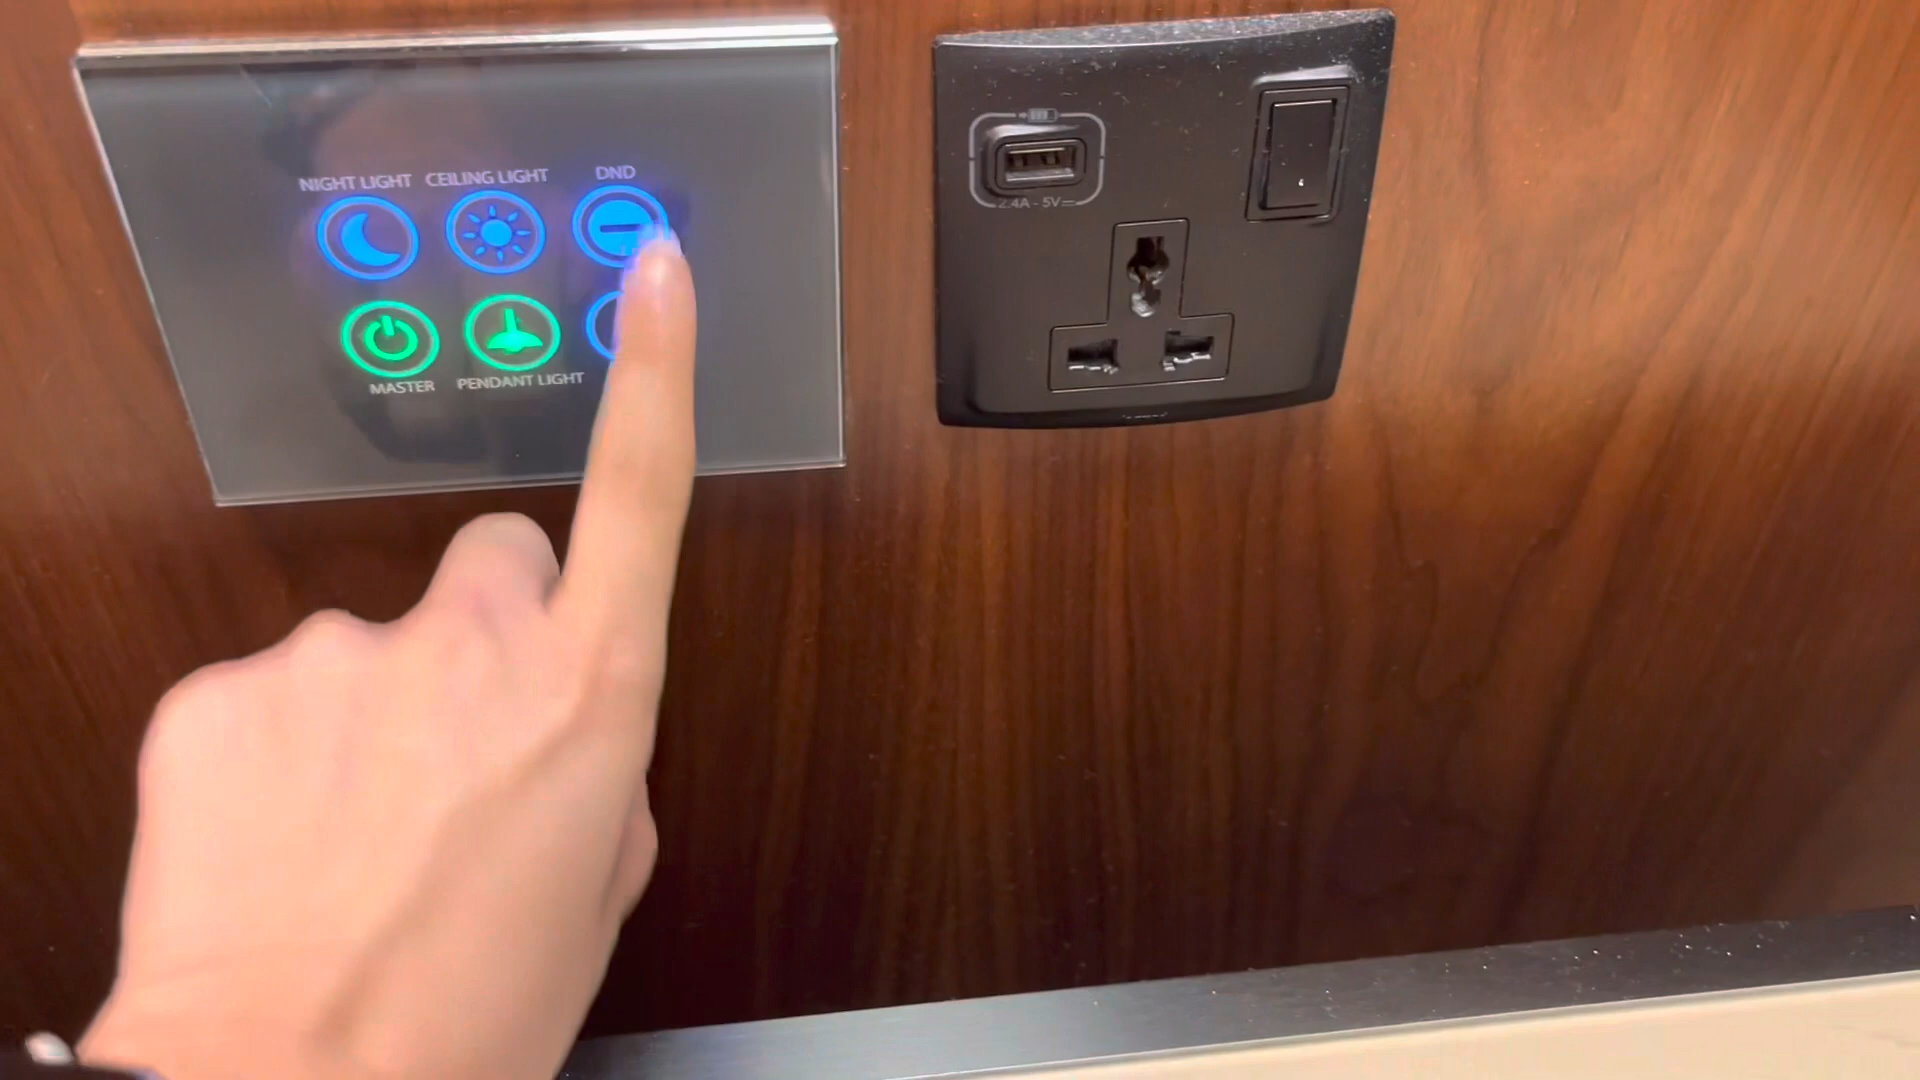 NIGHT LIGHT CEILING LIGHT DND
MASTER PENDANT LIGHT
2.4A - 5V